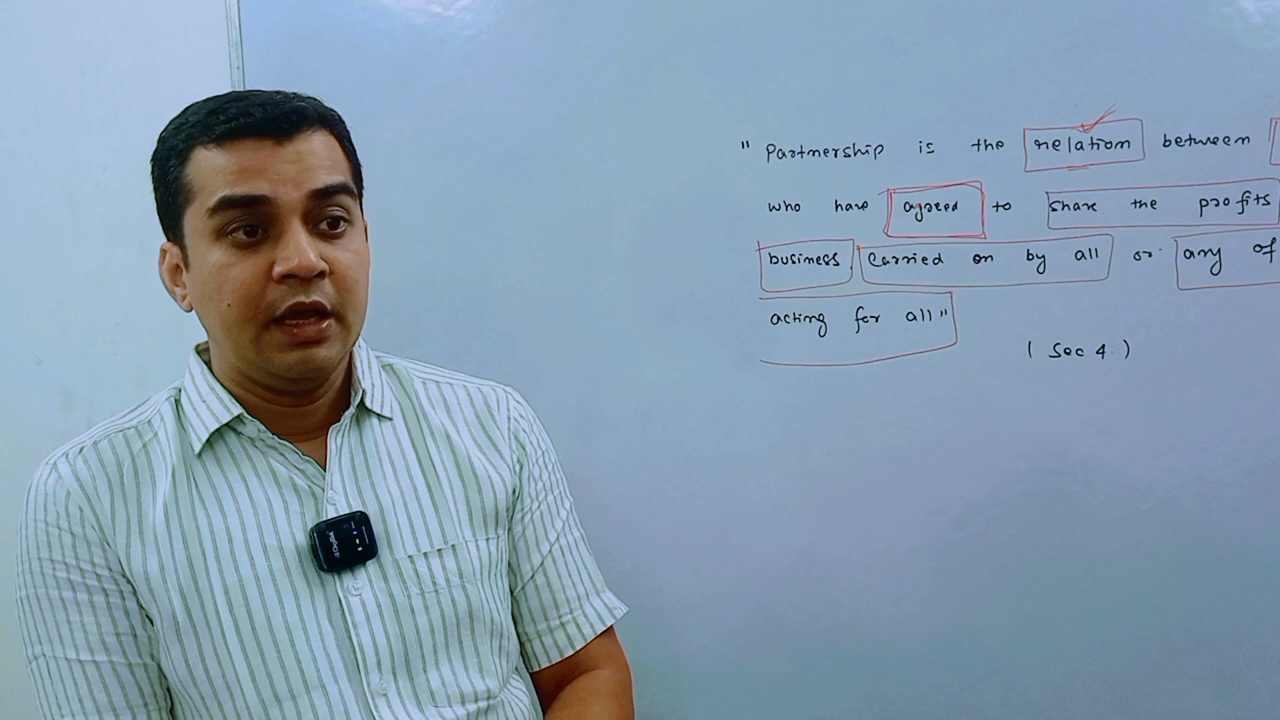 " Partnership is the relation between
who have agreed to share the profits
business carried on by all or any of
acting for all "
( Sec 4. )